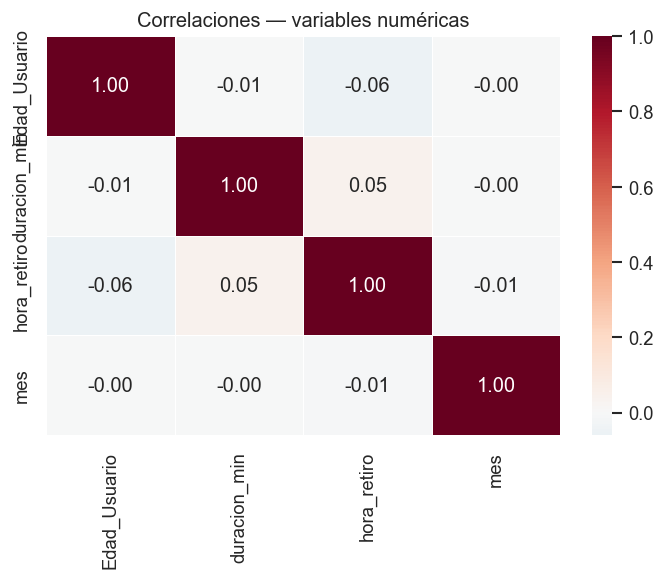 Correlaciones — variables numéricas
Edad_Usuario
1.00 -0.01 -0.06 -0.00
duracion_min
-0.01 1.00 0.05 -0.00
hora_retiro
-0.06 0.05 1.00 -0.01
mes
-0.00 -0.00 -0.01 1.00
Edad_Usuario
duracion_min
hora_retiro
mes
1.0
0.8
0.6
0.4
0.2
0.0